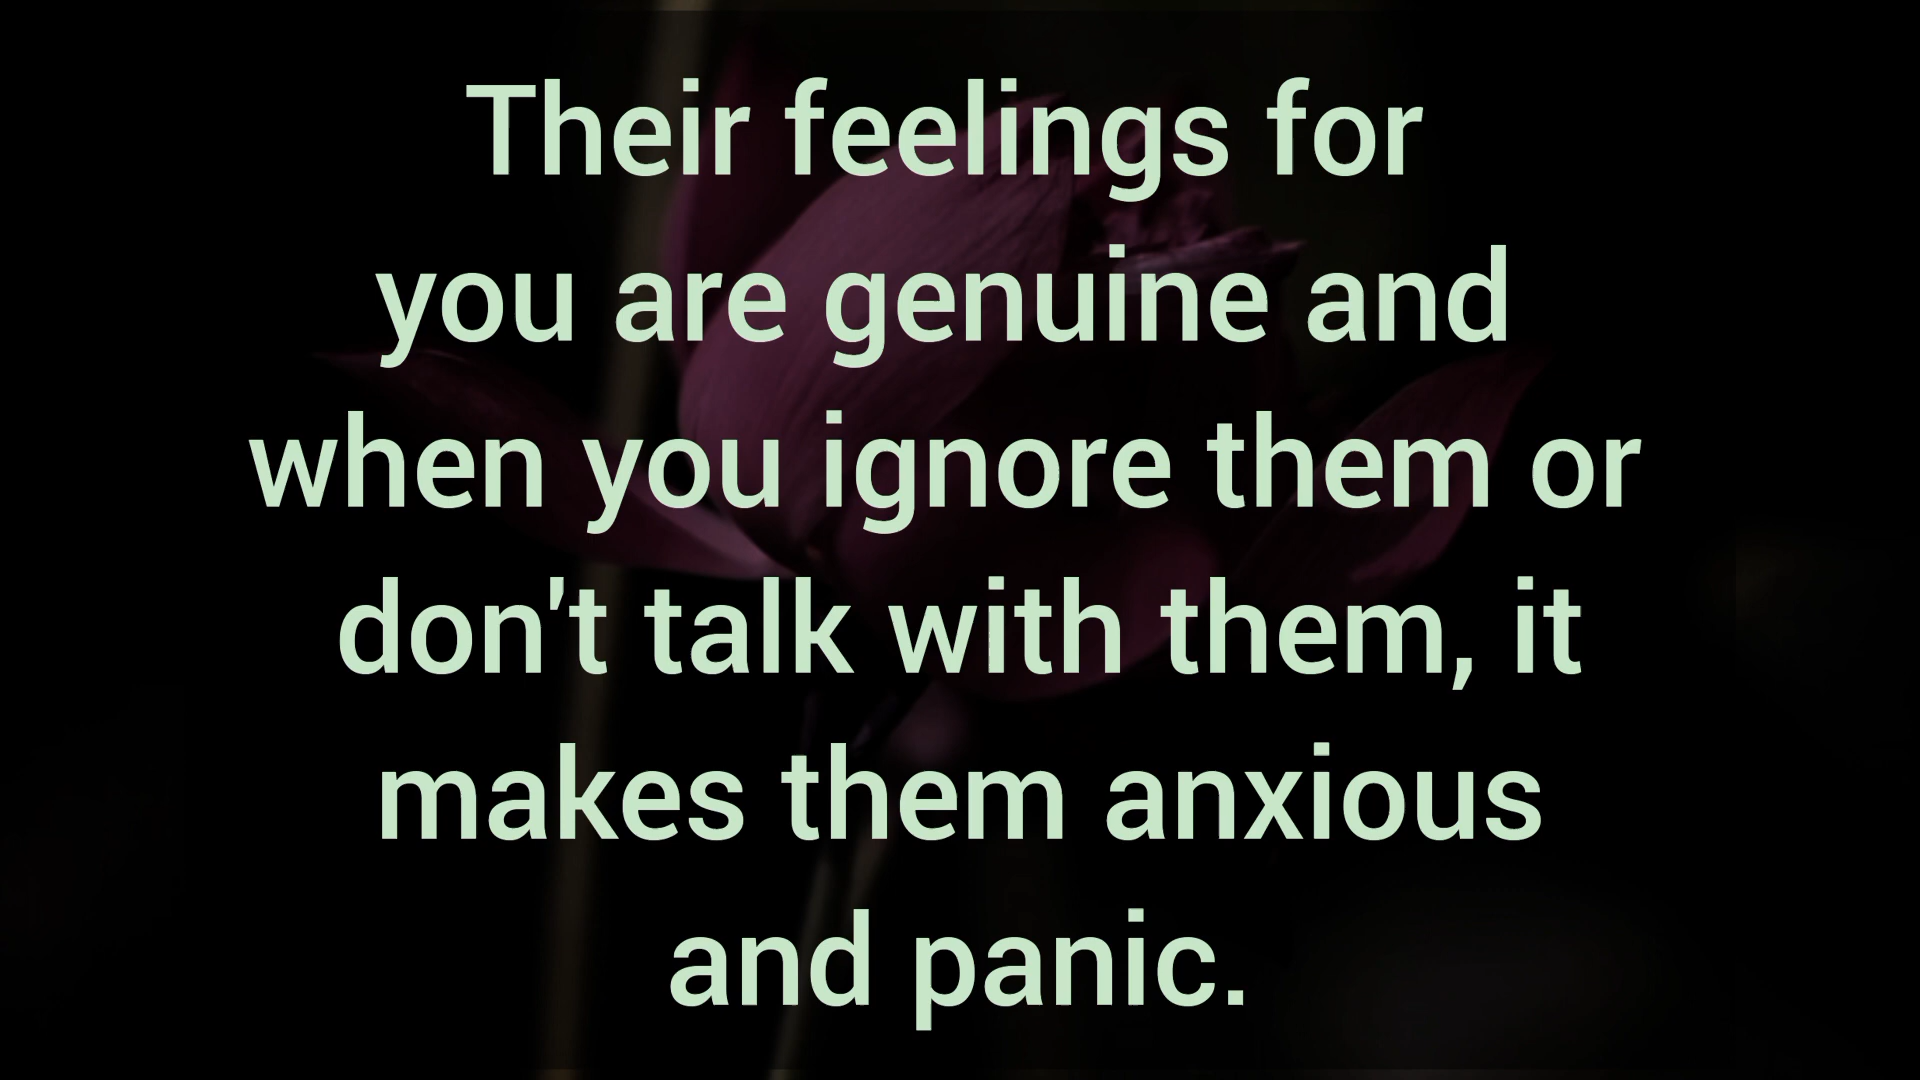 Their feelings for
you are genuine and
when you ignore them or
don't talk with them, it
makes them anxious
and panic.